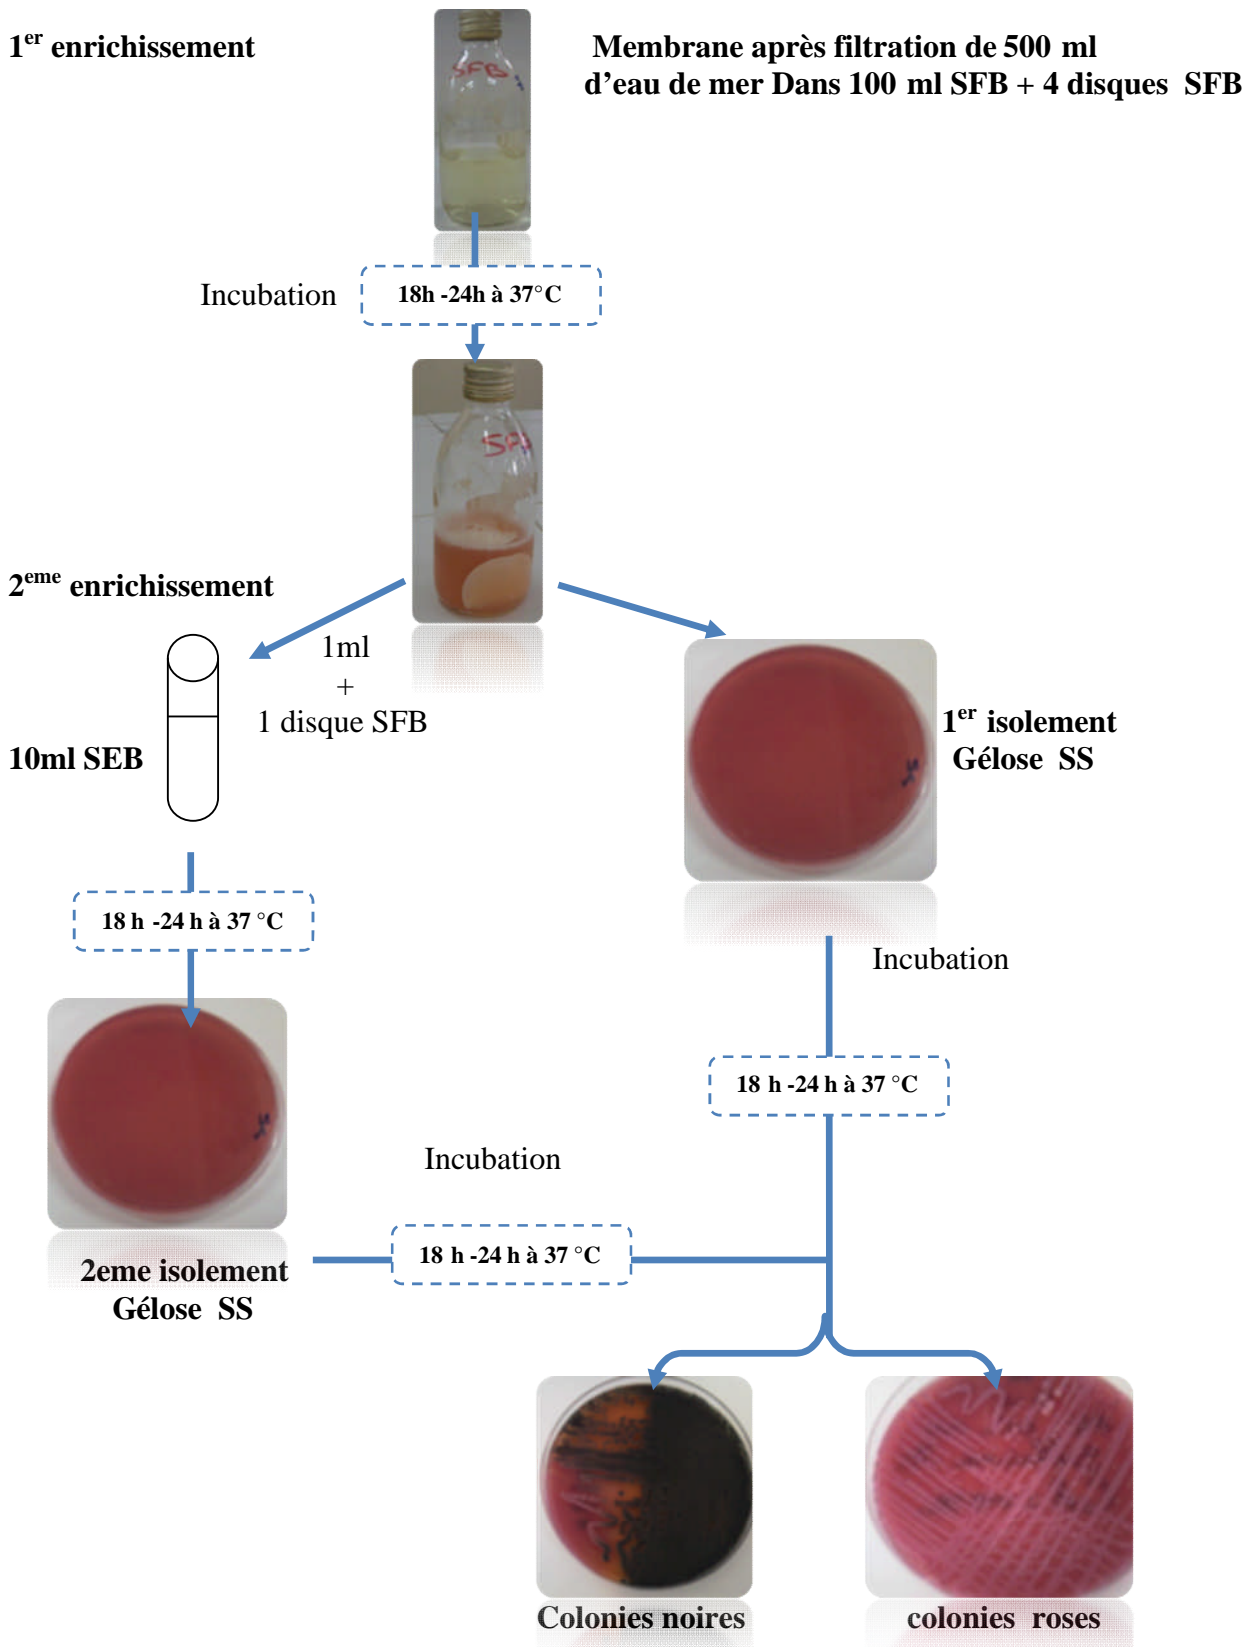 1er enrichissement
Membrane après filtration de 500 ml
d'eau de mer Dans 100 ml SFB + 4 disques SFB
SFB
Incubation
18h -24h à 37°C
SFB
2eme enrichissement
1ml
+
1 disque SFB
10ml SEB
1er isolement
Gélose SS
18 h -24 h à 37 °C
Incubation
18 h -24 h à 37 °C
Incubation
18 h -24 h à 37 °C
2eme isolement
Gélose SS
Colonies noires
colonies roses